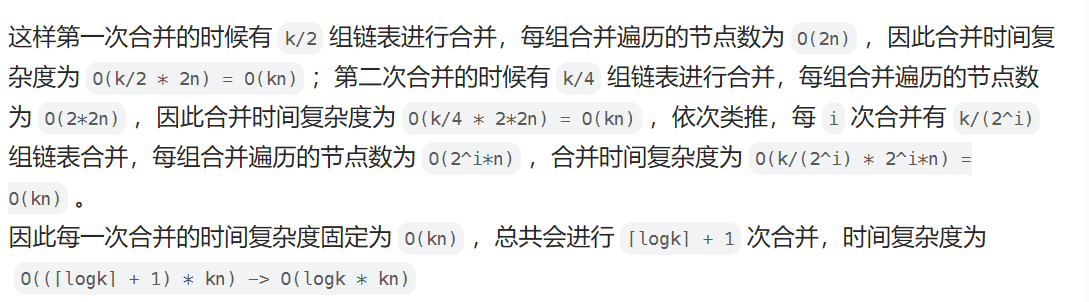 这样第一次合并的时候有 k/2 组链表进行合并，每组合并遍历的节点数为 O(2n) ，因此合并时间复
杂度为 O(k/2 * 2n) = O(kn) ；第二次合并的时候有 k/4 组链表进行合并，每组合并遍历的节点数
为 O(2*2n) ，因此合并时间复杂度为 O(k/4 * 2*2n) = O(kn) ，依次类推，每 i 次合并有 k/(2^i)
组链表合并，每组合并遍历的节点数为 O(2^i*n) ，合并时间复杂度为 O(k/(2^i) * 2^i*n) =
O(kn) 。
因此每一次合并的时间复杂度固定为 O(kn) ，总共会进行 ⌈logk⌉ + 1 次合并，时间复杂度为
O((⌈logk⌉ + 1) * kn) -> O(logk * kn)